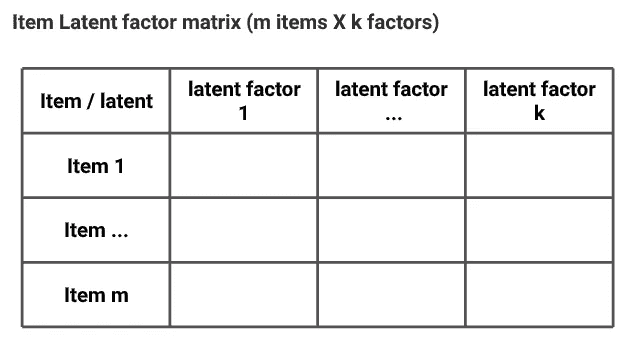 Item Latent factor matrix (m items X k factors)
Item / latent
latent factor
1
latent factor
...
latent factor
k
Item 1
Item ...
Item m